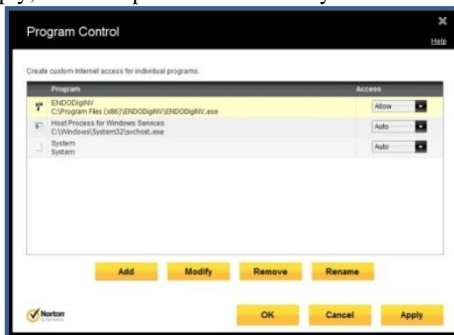 Program Control
Help
Create custom Internet access for individual programs.
Program Access
ENDODigiNV Allow
C:\Program Files (x86)\ENDODigiNV\ENDODigiNV.exe
Host Process for Windows Services Auto
C:\Windows\System32\svchost.exe
System Auto
System
Add Modify Remove Rename
Norton
OK Cancel Apply